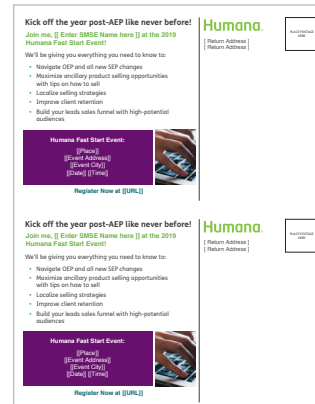 Kick off the year post-AEP like never before!
Join me, [[ Enter SMSE Name here ]] at the 2019
Humana Fast Start Event!
We'll be giving you everything you need to know to:
• Navigate OEP and all new SEP changes
• Maximize ancillary product selling opportunities
with tips on how to sell
• Localize selling strategies
• Improve client retention
• Build your leads sales funnel with high-potential
audiences
Humana Fast Start Event:
[[Place]]
[[Event Address]]
[[Event City]]
[[Date]] [[Time]]
Register Now at [[URL]]
Humana.
[ Return Address ]
[ Return Address ]
PLACE POSTAGE
HERE
Kick off the year post-AEP like never before!
Join me, [[ Enter SMSE Name here ]] at the 2019
Humana Fast Start Event!
We'll be giving you everything you need to know to:
• Navigate OEP and all new SEP changes
• Maximize ancillary product selling opportunities
with tips on how to sell
• Localize selling strategies
• Improve client retention
• Build your leads sales funnel with high-potential
audiences
Humana Fast Start Event:
[[Place]]
[[Event Address]]
[[Event City]]
[[Date]] [[Time]]
Register Now at [[URL]]
Humana.
[ Return Address ]
[ Return Address ]
PLACE POSTAGE
HERE